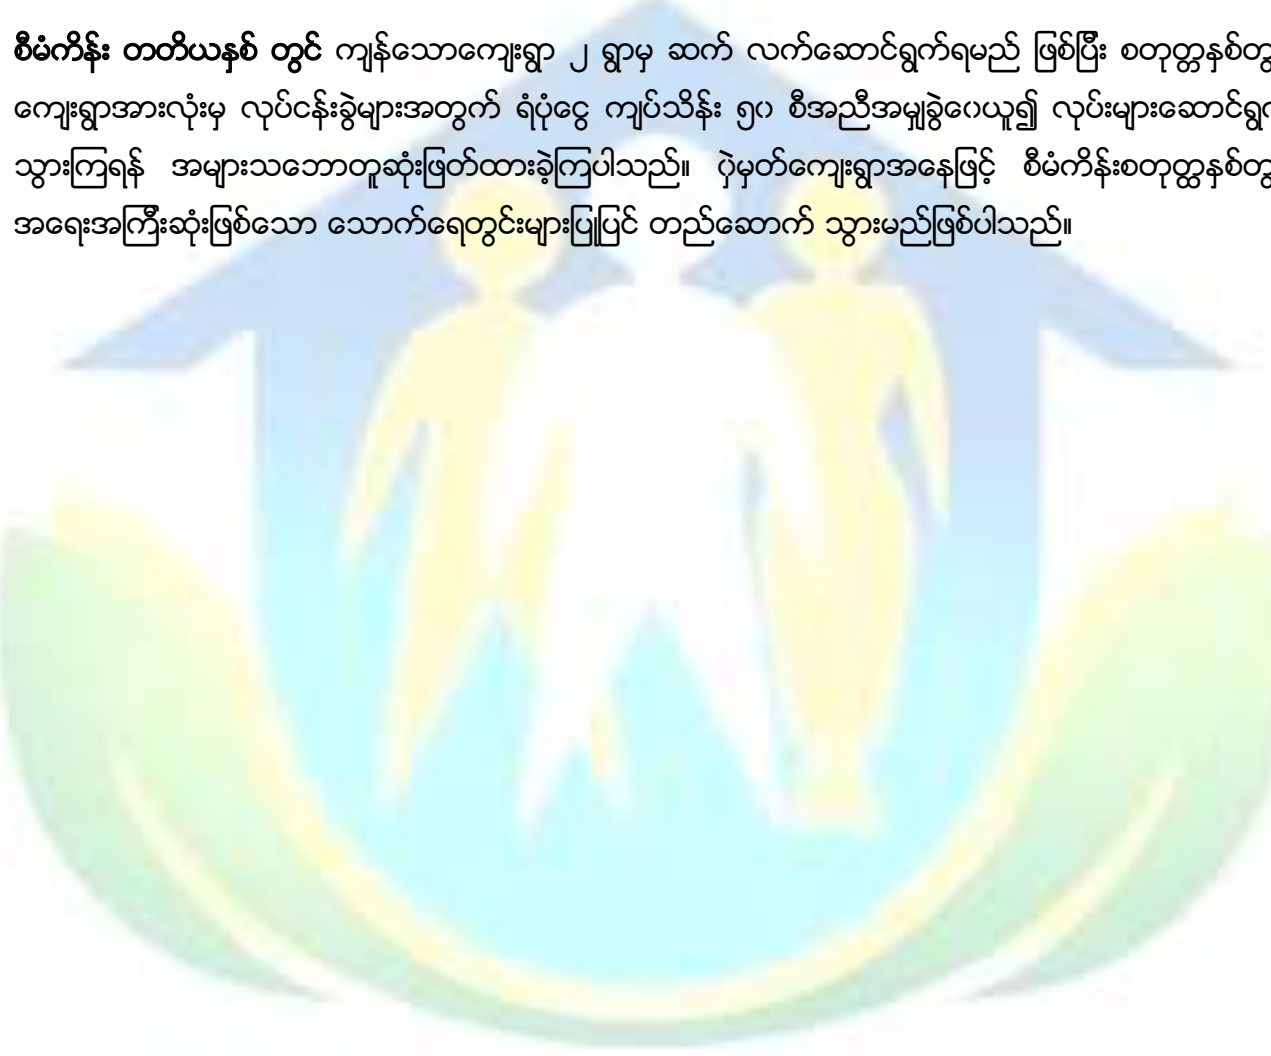 စီမံကိန်း တတိယနှစ် တွင် ကျန်သောကျေးရွာ ၂ ရွာမှ ဆက် လက်ဆောင်ရွက်ရမည် ဖြစ်ပြီး စတုတ္တနှစ်တွ
ကျေးရွာအားလုံးမှ လုပ်ငန်းခွဲများအတွက် ရံပုံငွေ ကျပ်သိန်း ၅၀ စီအညီအမျှခွဲဝေယူ၍ လုပ်းများဆောင်ရွ
သွားကြရန် အများသဘောတူဆုံးဖြတ်ထားခဲ့ကြပါသည်။ ပှဲမှတ်ကျေးရွာအနေဖြင့် စီမံကိန်းစတုတ္ထနှစ်တွ
အရေးအကြီးဆုံးဖြစ်သော သောက်ရေတွင်းများပြုပြင် တည်ဆောက် သွားမည်ဖြစ်ပါသည်။